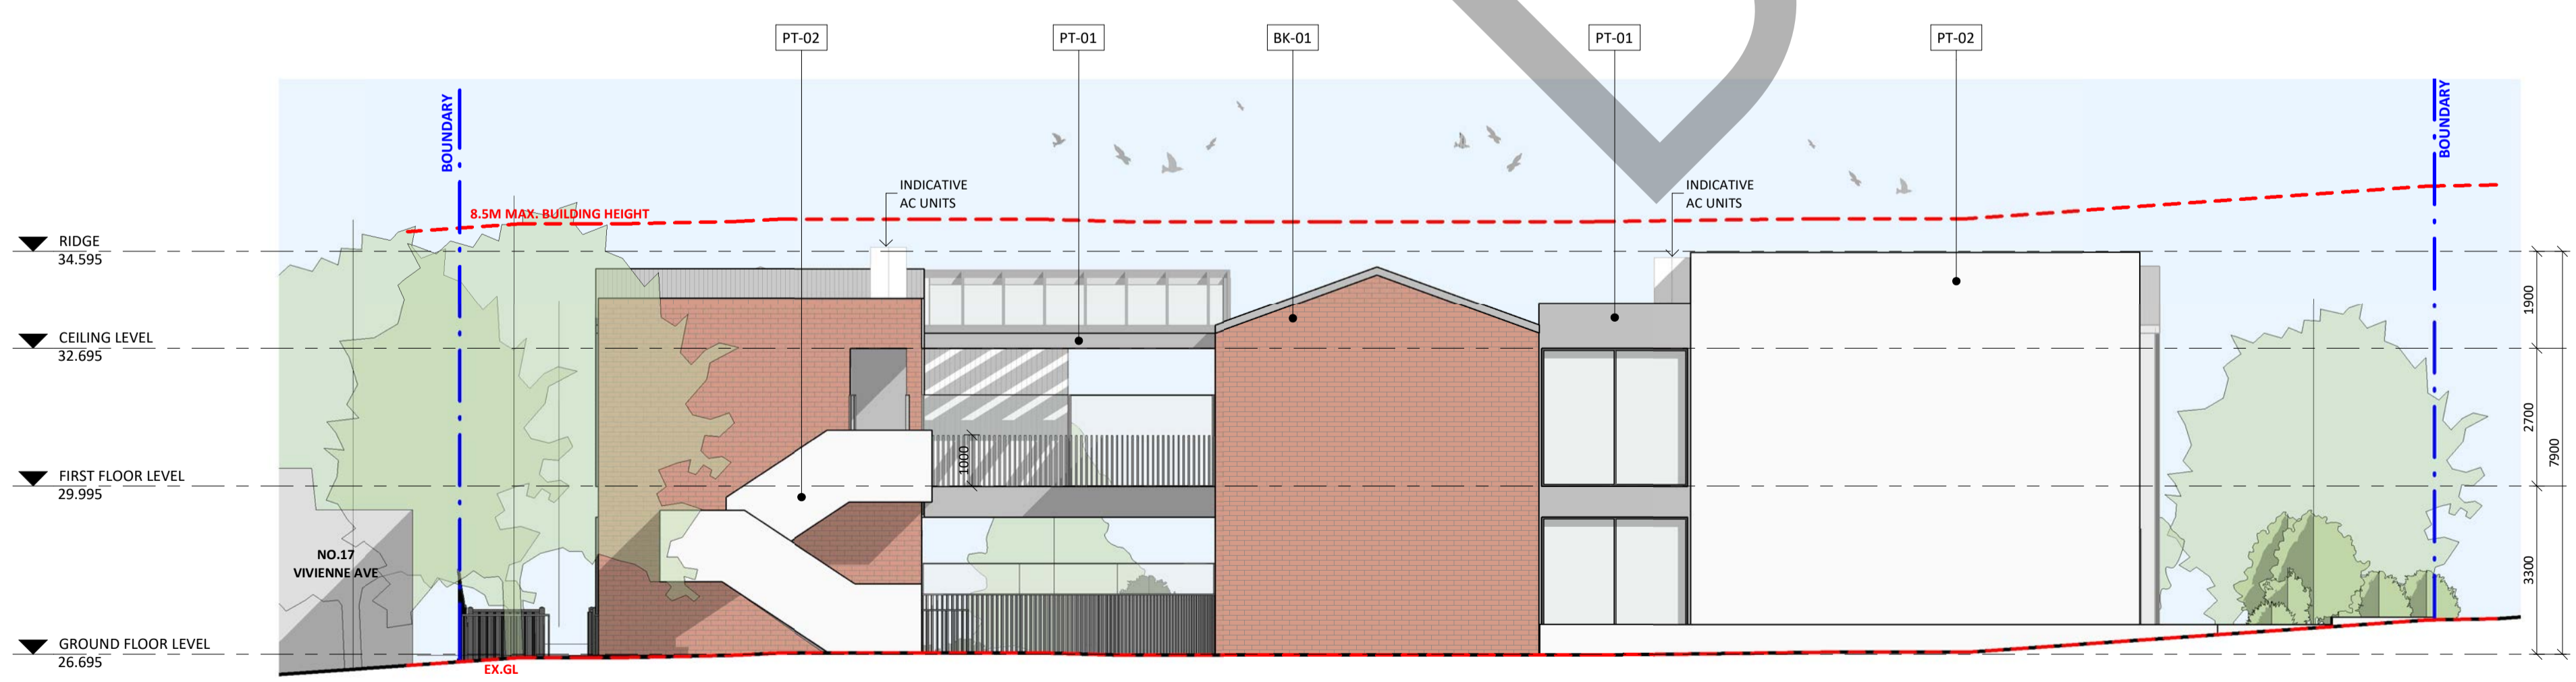 PT-02
PT-01
BK-01
PT-01
PT-02
BOUNDARY
BOUNDARY
INDICATIVE
AC UNITS
INDICATIVE
AC UNITS
8.5M MAX. BUILDING HEIGHT
RIDGE
34.595
CEILING LEVEL
32.695
FIRST FLOOR LEVEL
29.995
GROUND FLOOR LEVEL
26.695
NO.17
VIVIENNE AVE
EX.GL
1000
1900
2700
3300
7900